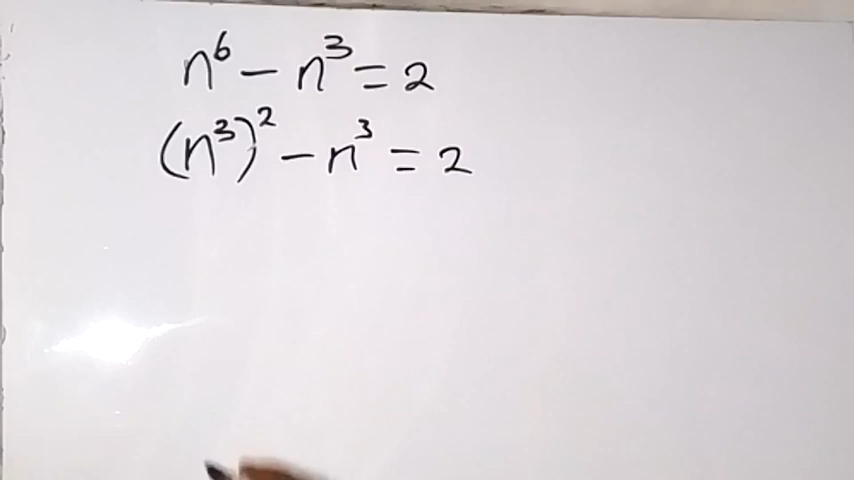 n⁶ − n³ = 2
(n³)² − n³ = 2